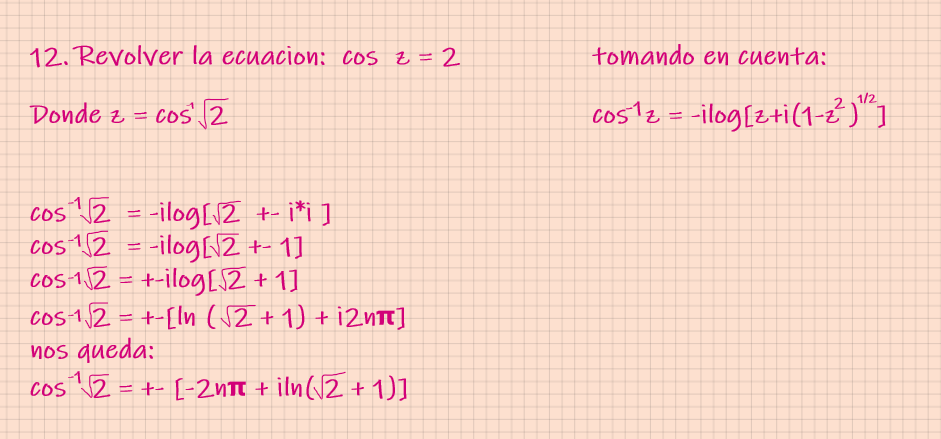 12. Revolver la ecuacion: cos z = 2
tomando en cuenta:
Donde z = cos⁻¹√2
cos⁻¹z = -ilog[z+i(1-z²)^1/2]
cos⁻¹√2 = -ilog[√2 +- i*i ]
cos⁻¹√2 = -ilog[√2 +- 1]
cos-1√2 = +-ilog[√2 + 1]
cos-1√2 = +-[ln (√2 + 1) + i2nπ]
nos queda:
cos⁻¹√2 = +- [-2nπ + iln(√2 + 1)]